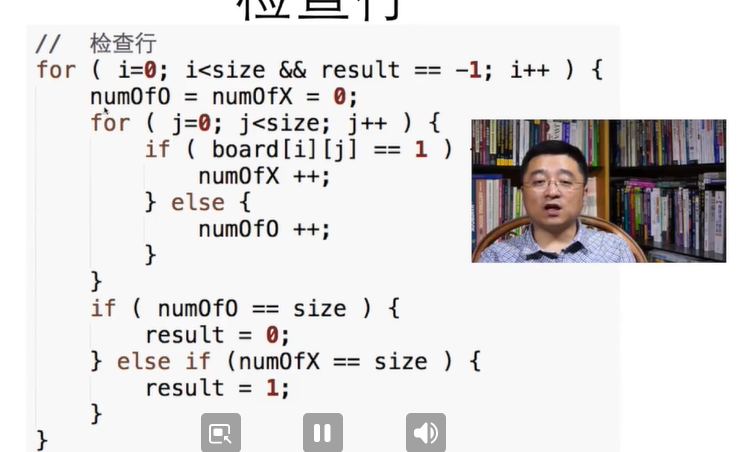 检查行
// 检查行
for ( i=0; i<size && result == -1; i++ ) {
numOfO = numOfX = 0;
for ( j=0; j<size; j++ ) {
if ( board[i][j] == 1 ) {
numOfX ++;
} else {
numOfO ++;
}
}
if ( numOfO == size ) {
result = 0;
} else if (numOfX == size ) {
result = 1;
}
}